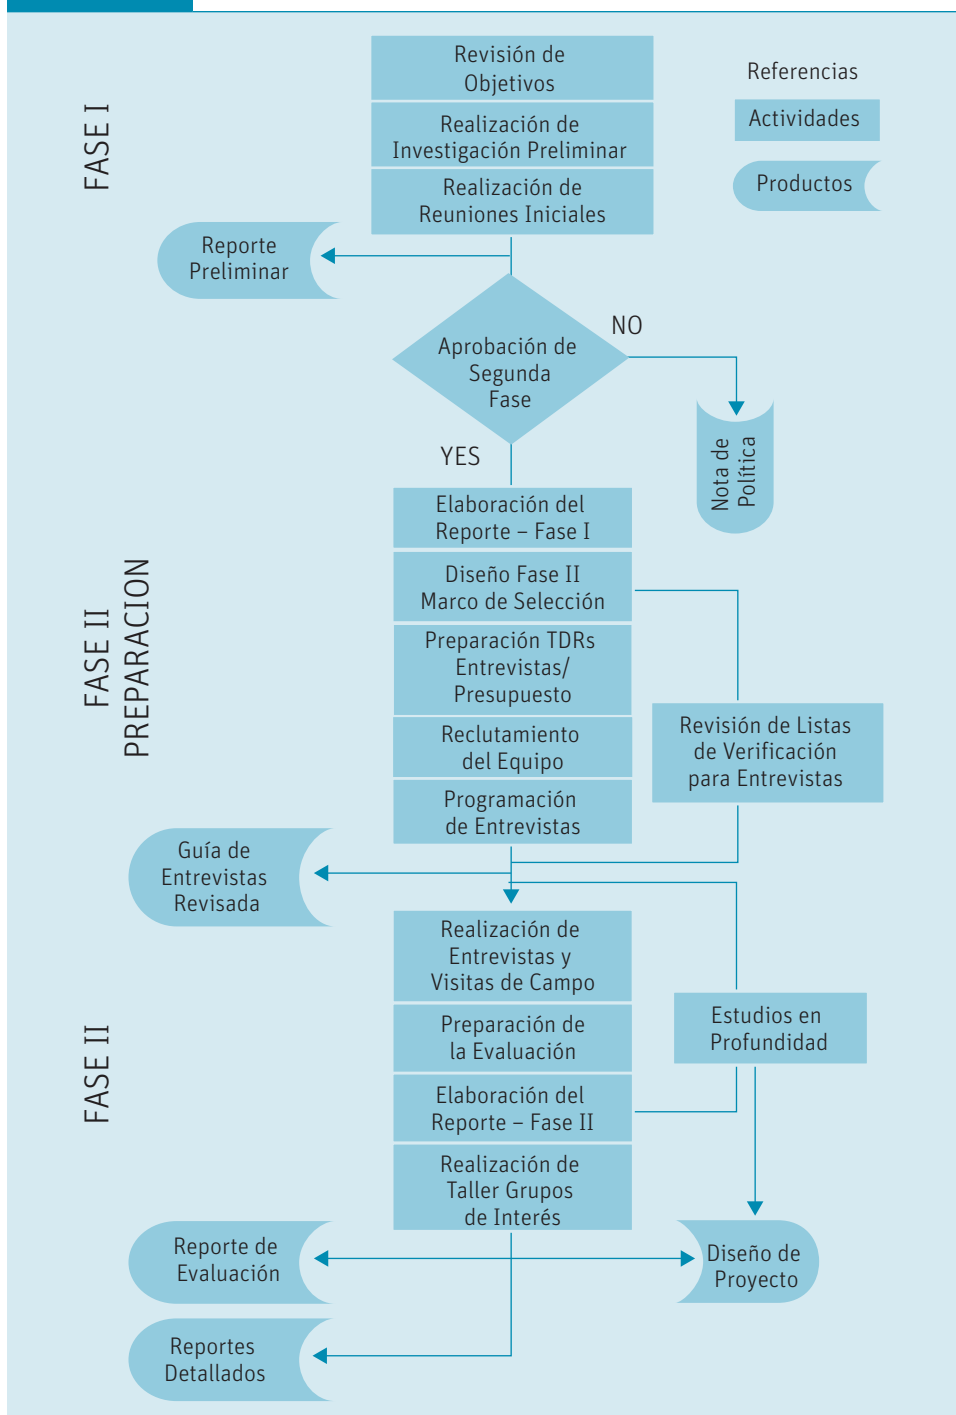 Referencias
Actividades
Productos
FASE I
Revisión de
Objetivos
Realización de
Investigación Preliminar
Realización de
Reuniones Iniciales
Reporte
Preliminar
Aprobación de
Segunda
Fase
NO
Nota de
Política
YES
FASE II
PREPARACION
Elaboración del
Reporte – Fase I
Diseño Fase II
Marco de Selección
Preparación TDRs
Entrevistas/
Presupuesto
Reclutamiento
del Equipo
Programación
de Entrevistas
Revisión de Listas
de Verificación
para Entrevistas
Guía de
Entrevistas
Revisada
FASE II
Realización de
Entrevistas y
Visitas de Campo
Preparación de
la Evaluación
Elaboración del
Reporte – Fase II
Realización de
Taller Grupos
de Interés
Estudios en
Profundidad
Reporte de
Evaluación
Diseño de
Proyecto
Reportes
Detallados